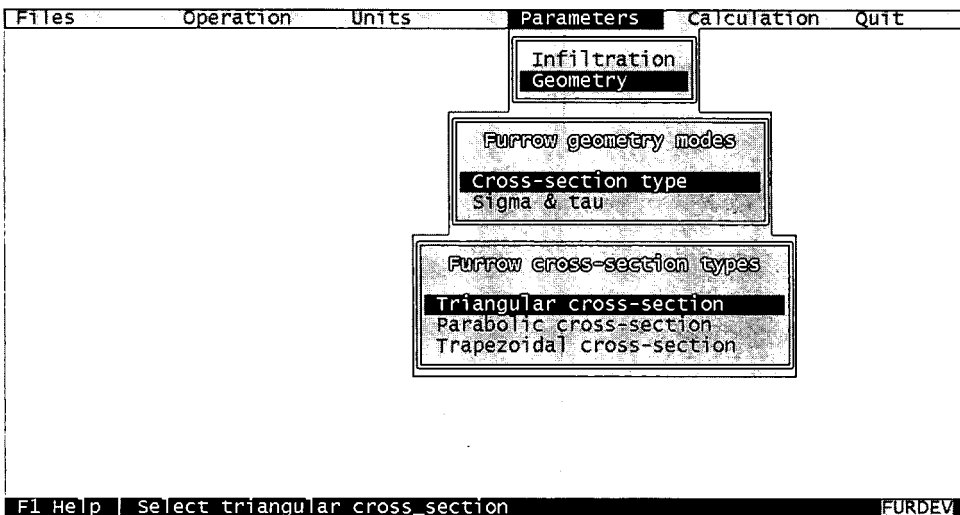 Files Operation Units Parameters Calculation Quit
Infiltration
Geometry
Furrow geometry modes
Cross-section type
Sigma & tau
Furrow cross-section types
Triangular cross-section
Parabolic cross-section
Trapezoidal cross-section
F1 Help | Select triangular cross_section FURDEV